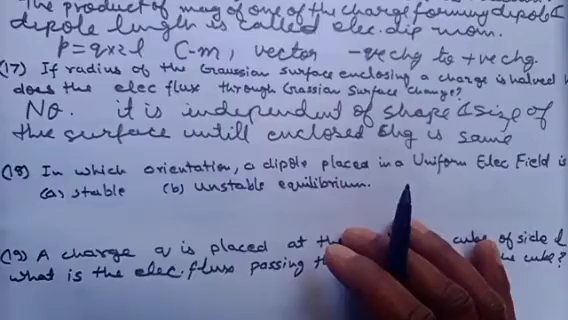 The product of mag of one of the charge forming dipole &
dipole length is called elec. dip mom.
P = q x 2l C-m, vector -ve chg to +ve chg.
(17) If radius of the Gaussian surface enclosing a charge is halved h
does the elec flux through Gassian Surface change?
No. it is independent of shape & size of
the surface untill enclosed chg is same
(18) In which orientation, a dipole placed in a Uniform Elec Field is
(a) stable (b) unstable equilibrium.
(19) A charge q is placed at the cube of side l
what is the elec. flux passing the cube?